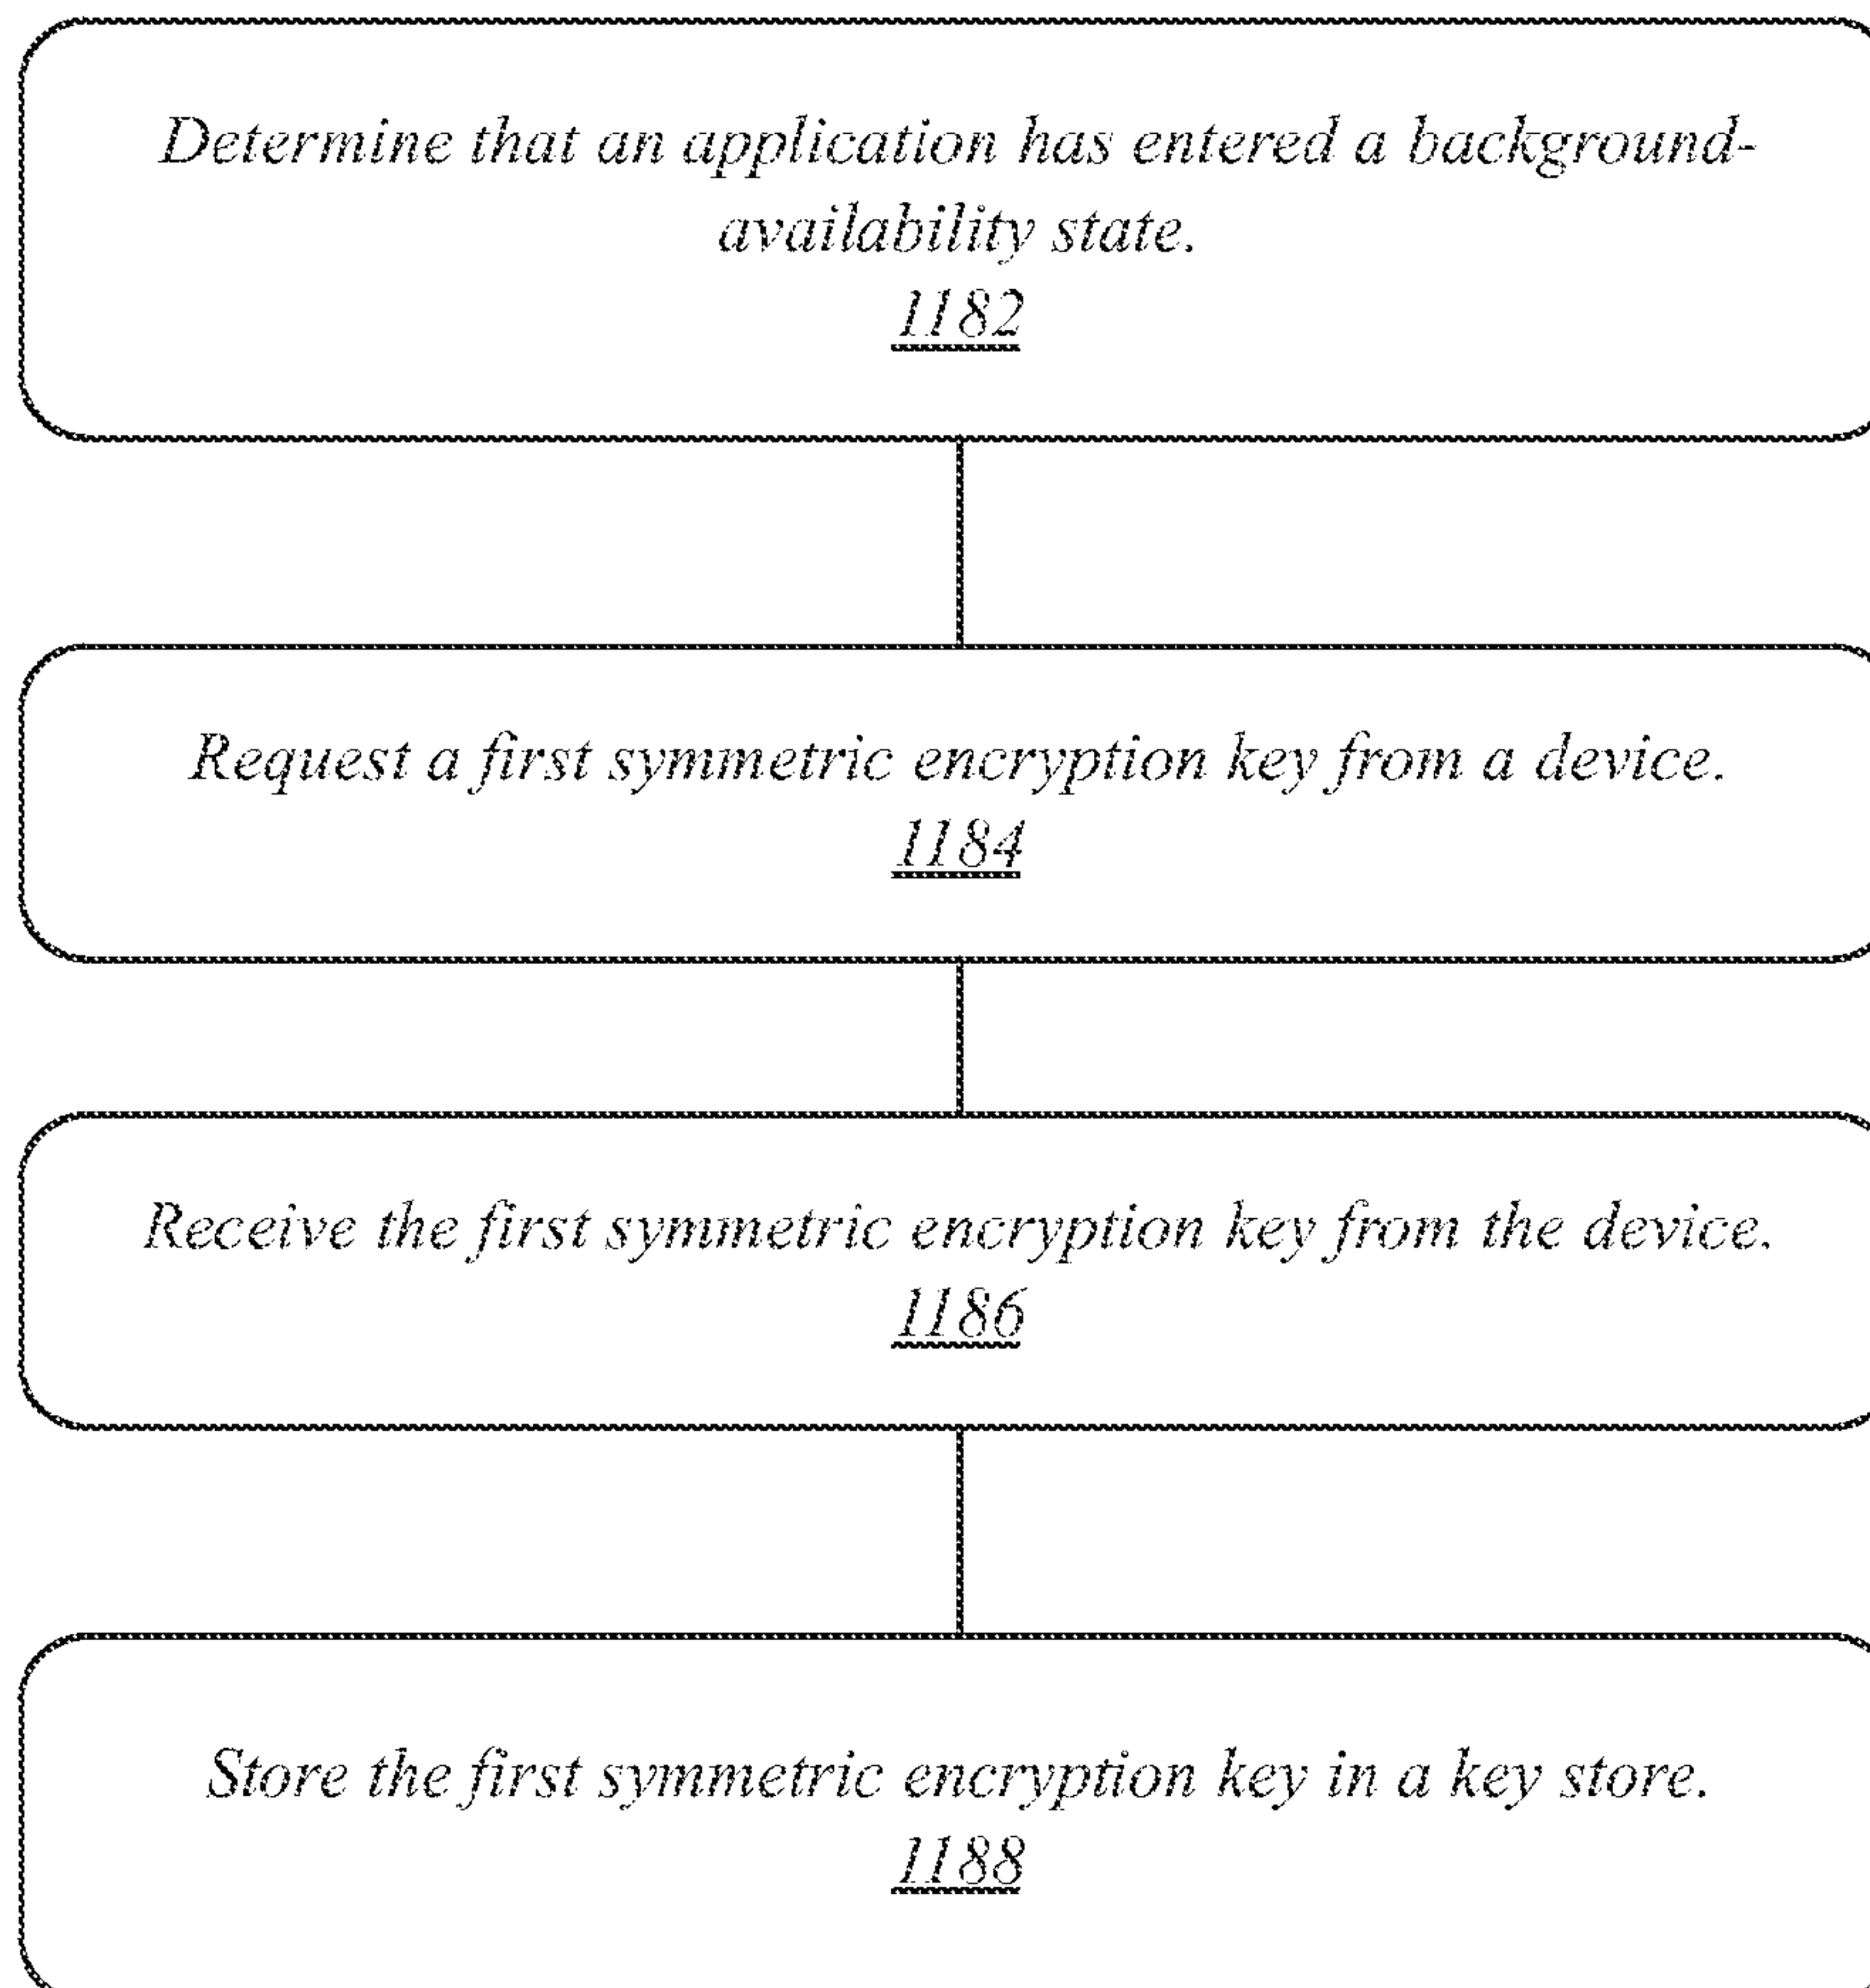 Determine that an application has entered a background-
availability state.
1182
Request a first symmetric encryption key from a device.
1184
Receive the first symmetric encryption key from the device.
1186
Store the first symmetric encryption key in a key store.
1188